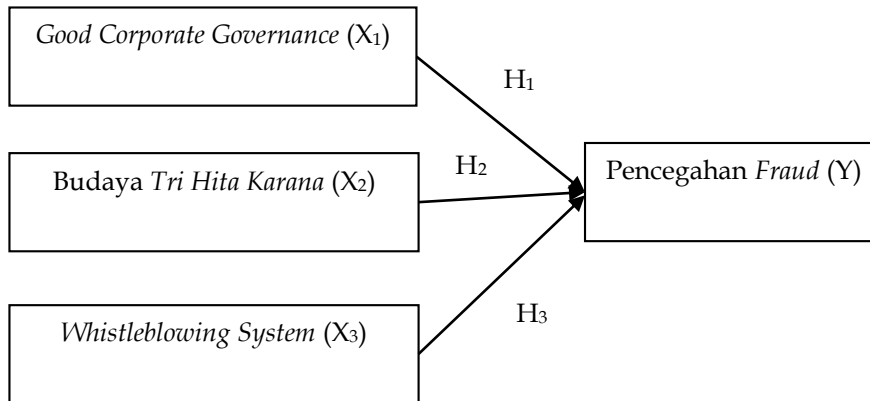 Good Corporate Governance (X₁)
H₁
Budaya Tri Hita Karana (X₂)
H₂
Pencegahan Fraud (Y)
Whistleblowing System (X₃)
H₃